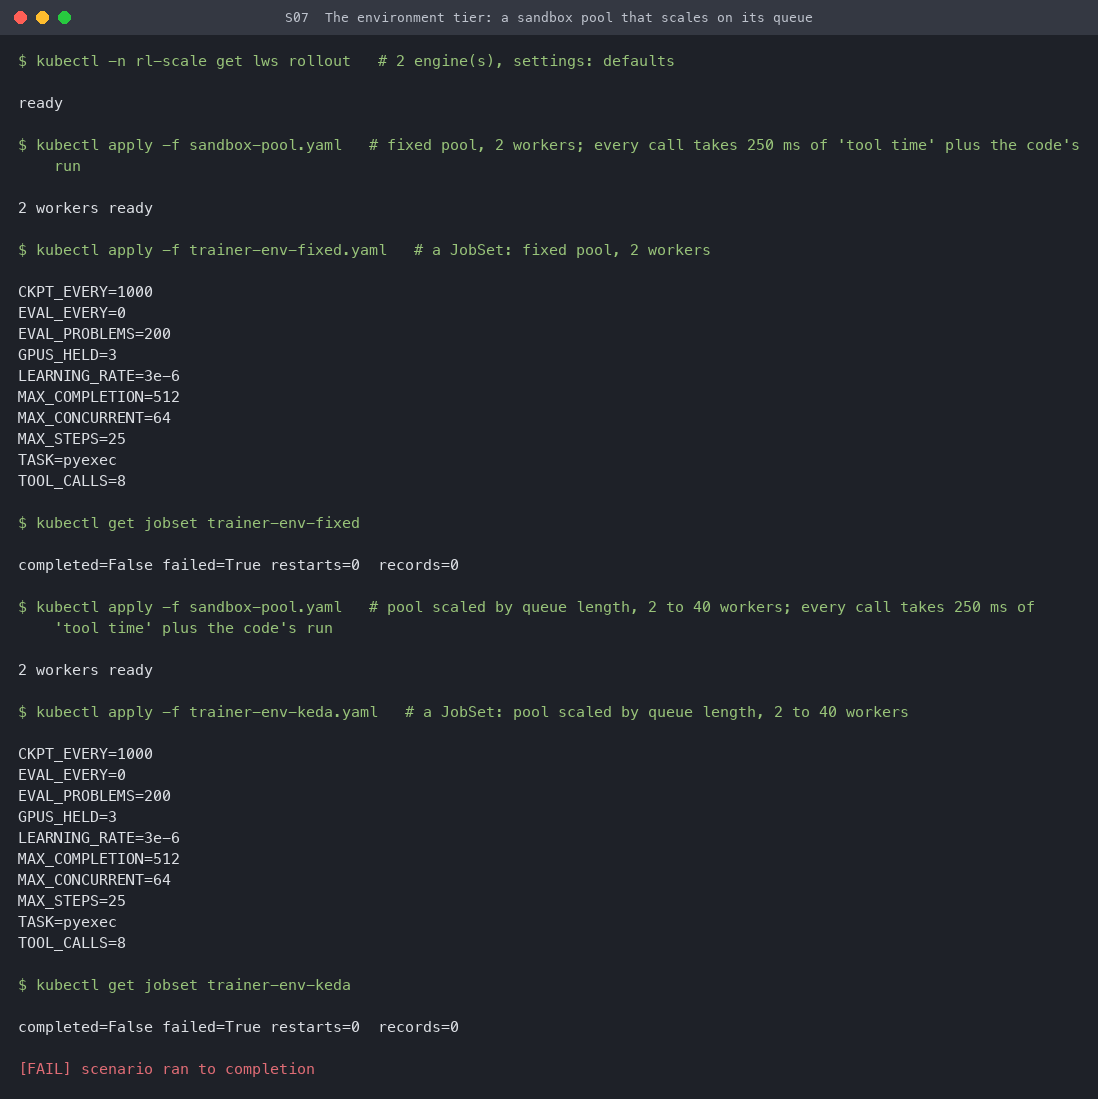 S07  The environment tier: a sandbox pool that scales on its queue
$ kubectl -n rl-scale get lws rollout   # 2 engine(s), settings: defaults
ready
$ kubectl apply -f sandbox-pool.yaml   # fixed pool, 2 workers; every call takes 250 ms of 'tool time' plus the code's
run
2 workers ready
$ kubectl apply -f trainer-env-fixed.yaml   # a JobSet: fixed pool, 2 workers
CKPT_EVERY=1000
EVAL_EVERY=0
EVAL_PROBLEMS=200
GPUS_HELD=3
LEARNING_RATE=3e-6
MAX_COMPLETION=512
MAX_CONCURRENT=64
MAX_STEPS=25
TASK=pyexec
TOOL_CALLS=8
$ kubectl get jobset trainer-env-fixed
completed=False failed=True restarts=0  records=0
$ kubectl apply -f sandbox-pool.yaml   # pool scaled by queue length, 2 to 40 workers; every call takes 250 ms of
'tool time' plus the code's run
2 workers ready
$ kubectl apply -f trainer-env-keda.yaml   # a JobSet: pool scaled by queue length, 2 to 40 workers
CKPT_EVERY=1000
EVAL_EVERY=0
EVAL_PROBLEMS=200
GPUS_HELD=3
LEARNING_RATE=3e-6
MAX_COMPLETION=512
MAX_CONCURRENT=64
MAX_STEPS=25
TASK=pyexec
TOOL_CALLS=8
$ kubectl get jobset trainer-env-keda
completed=False failed=True restarts=0  records=0
[FAIL] scenario ran to completion